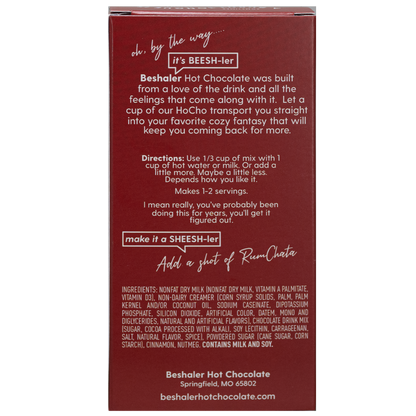 oh, by the way.....
it's BEESH-ler
Beshaler Hot Chocolate was built
from a love of the drink and all the
feelings that come along with it. Let a
cup of our HoCho transport you straight
into your favorite cozy fantasy that will
keep you coming back for more.
Directions: Use 1/3 cup of mix with 1
cup of hot water or milk. Or add a
little more. Maybe a little less.
Depends how you like it.
Makes 1-2 servings.
I mean really, you've probably been
doing this for years, you'll get it
figured out.
make it a SHEESH-ler
Add a shot of RumChata
INGREDIENTS: NONFAT DRY MILK (NONFAT DRY MILK, VITAMIN A PALMITATE,
VITAMIN D3), NON-DAIRY CREAMER (CORN SYRUP SOLIDS, PALM, PALM
KERNEL AND/OR COCONUT OIL, SODIUM CASEINATE, DIPOTASSIUM
PHOSPHATE, SILICON DIOXIDE, ARTIFICIAL COLOR, DATEM, MONO AND
DIGLYCERIDES, NATURAL AND ARTIFICIAL FLAVORS), CHOCOLATE DRINK MIX
(SUGAR, COCOA PROCESSED WITH ALKALI, SOY LECITHIN, CARRAGEENAN,
SALT, NATURAL FLAVOR, SPICE), POWDERED SUGAR (CANE SUGAR, CORN
STARCH), CINNAMON, NUTMEG. CONTAINS MILK AND SOY.
Beshaler Hot Chocolate
Springfield, MO 65802
beshalerhotchocolate.com